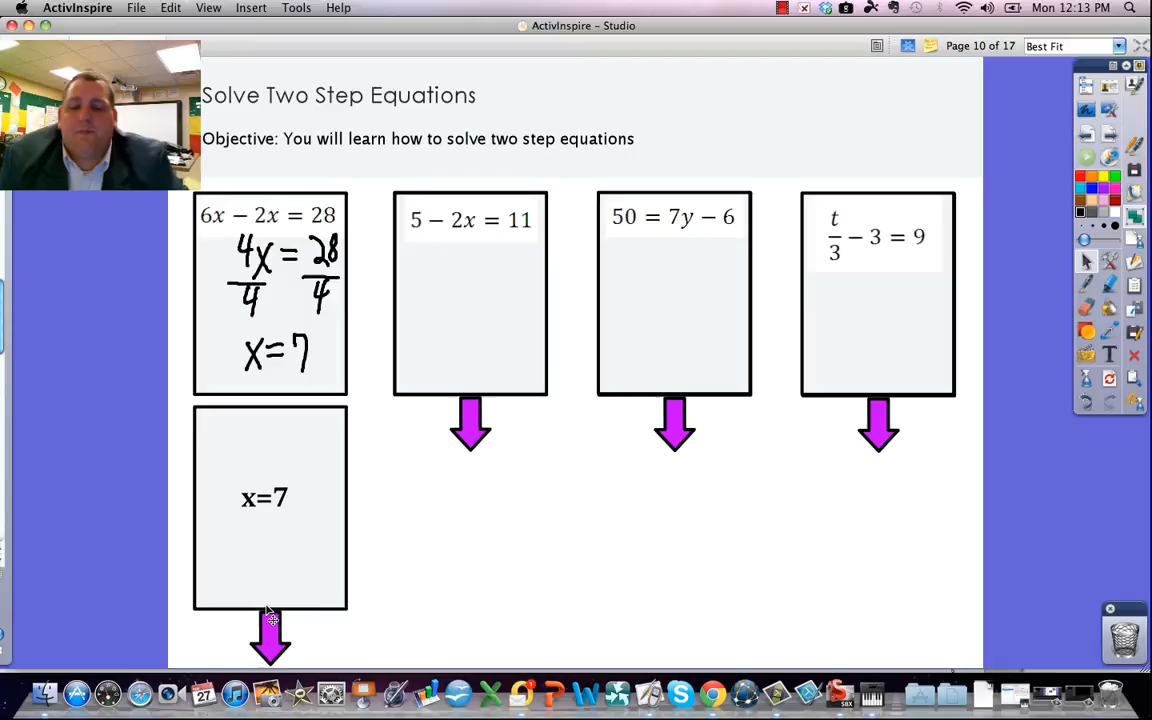 ActivInspire File Edit View Insert Tools Help Mon 12:13 PM
ActivInspire - Studio
Page 10 of 17 Best Fit
Solve Two Step Equations
Objective: You will learn how to solve two step equations
6x − 2x = 28
4x = 28
4 4
x = 7
x=7
5 − 2x = 11
50 = 7y − 6
t
3
− 3 = 9
27